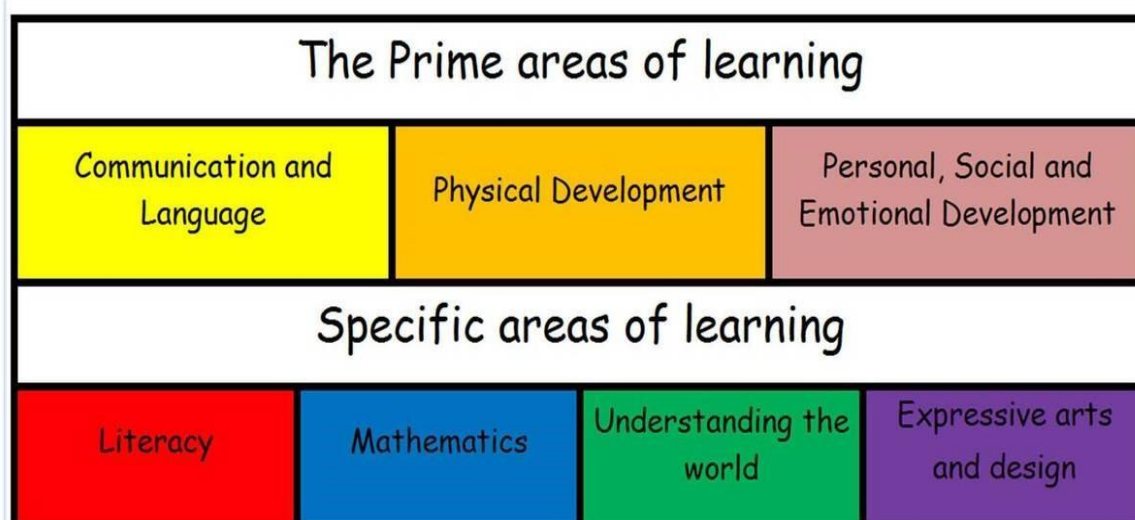 The Prime areas of learning
Communication and
Language
Physical Development
Personal, Social and
Emotional Development
Specific areas of learning
Literacy
Mathematics
Understanding the
world
Expressive arts
and design